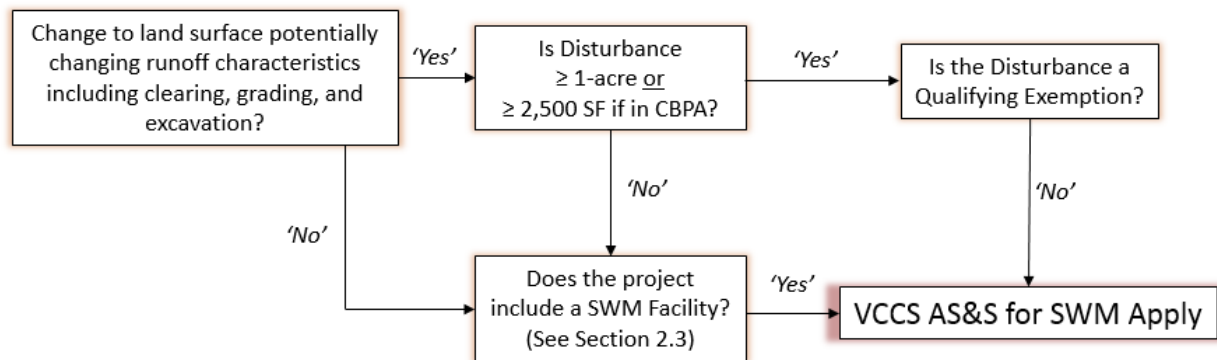 Change to land surface potentially
changing runoff characteristics
including clearing, grading, and
excavation?
‘Yes’
Is Disturbance
≥ 1-acre or
≥ 2,500 SF if in CBPA?
‘Yes’
Is the Disturbance a
Qualifying Exemption?
‘No’
‘No’
‘No’
Does the project
include a SWM Facility?
(See Section 2.3)
‘Yes’
VCCS AS&S for SWM Apply